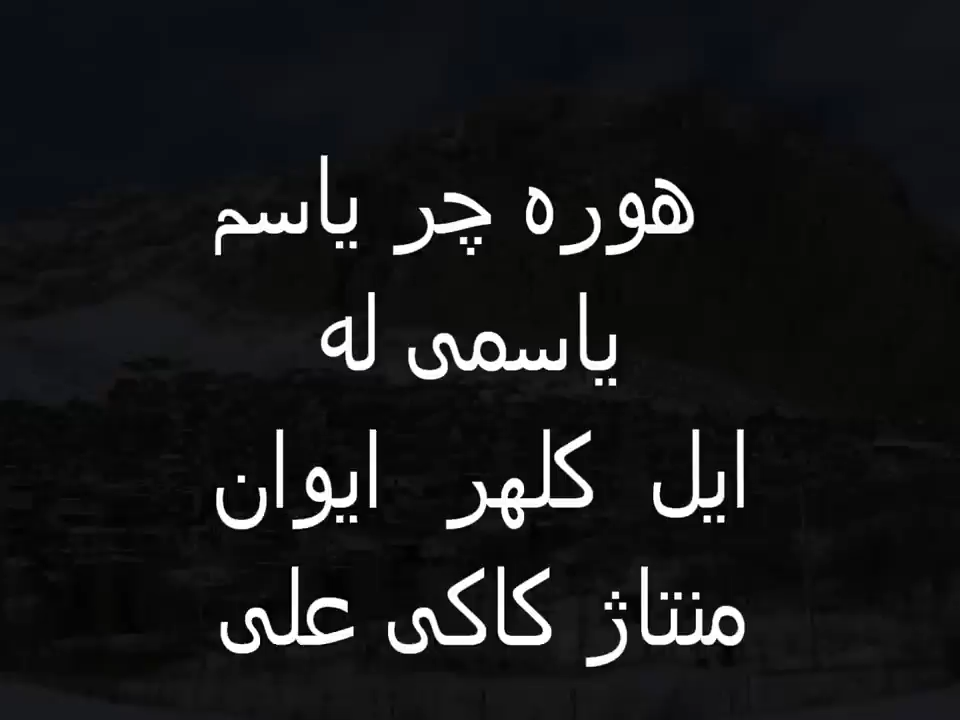 هوره چر یاسم
یاسمی له
ایل کلهر ایوان
منتاژ کاکی علی